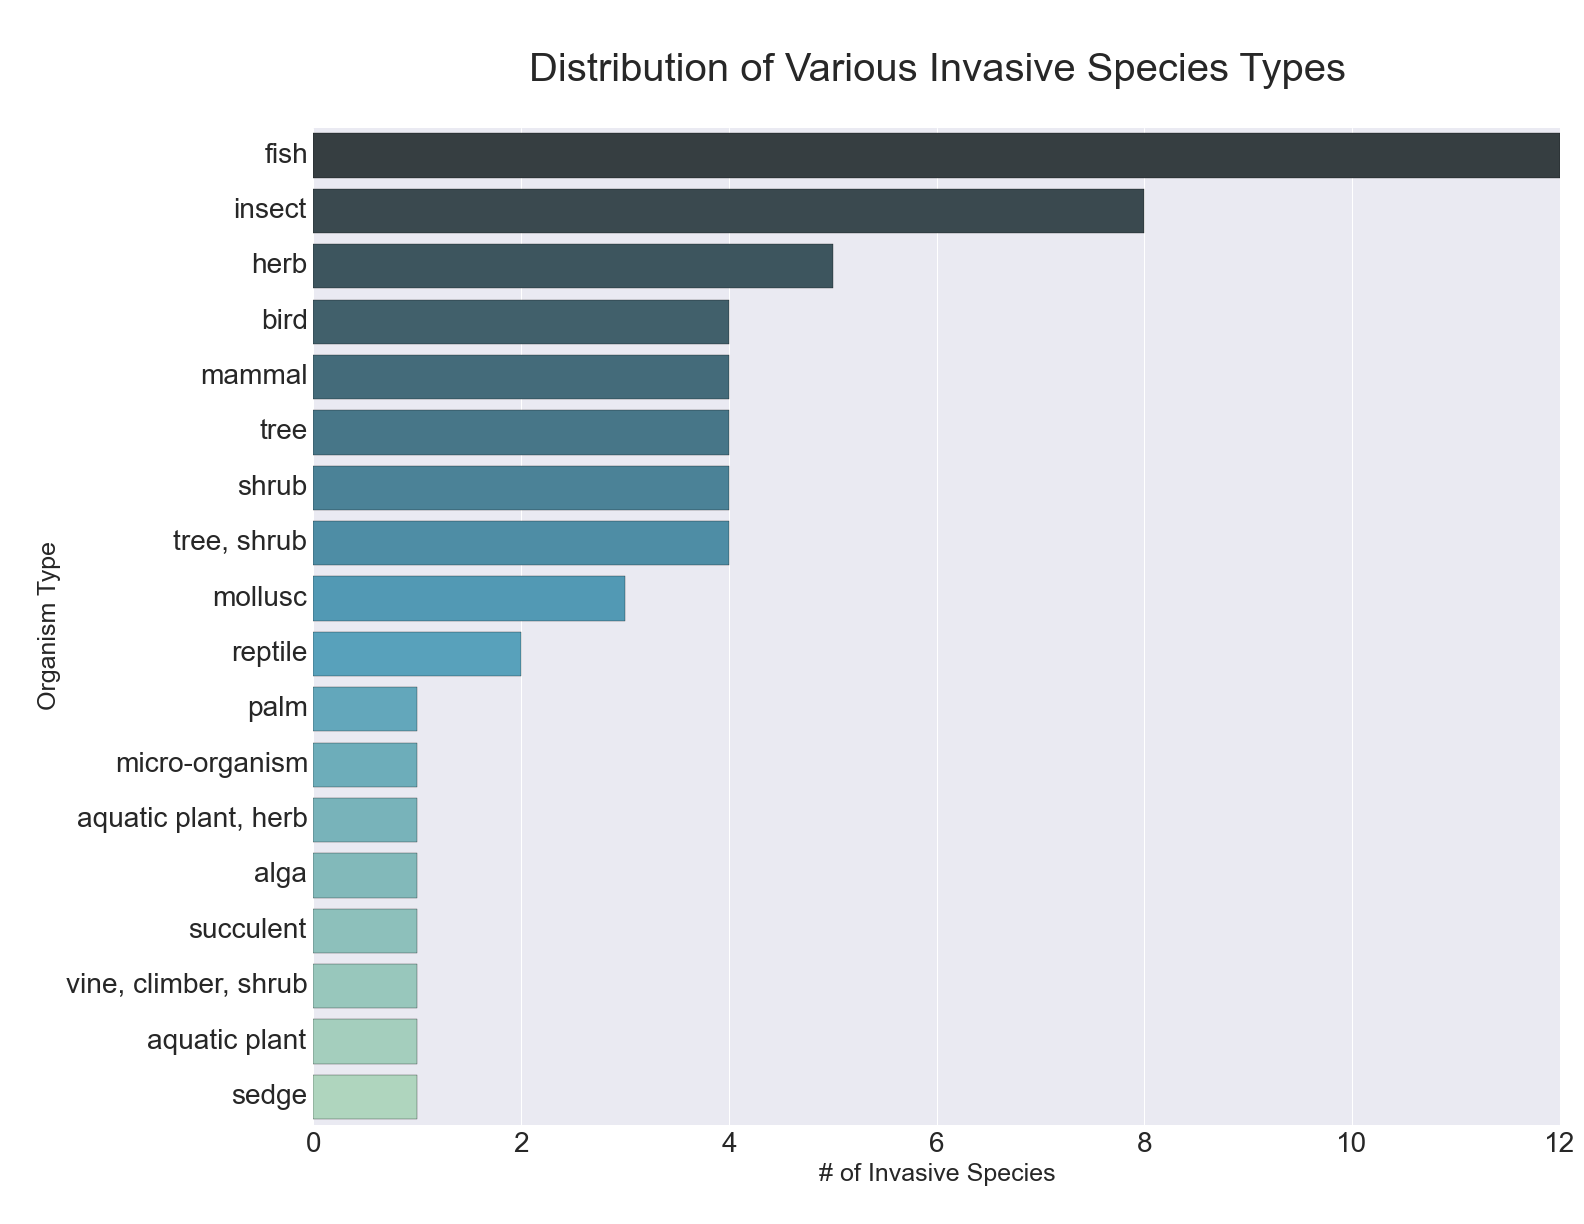 Distribution of Various Invasive Species Types
fish
insect
herb
bird
mammal
tree
shrub
tree, shrub
mollusc
reptile
palm
micro-organism
aquatic plant, herb
alga
succulent
vine, climber, shrub
aquatic plant
sedge
Organism Type
0 2 4 6 8 10 12
# of Invasive Species